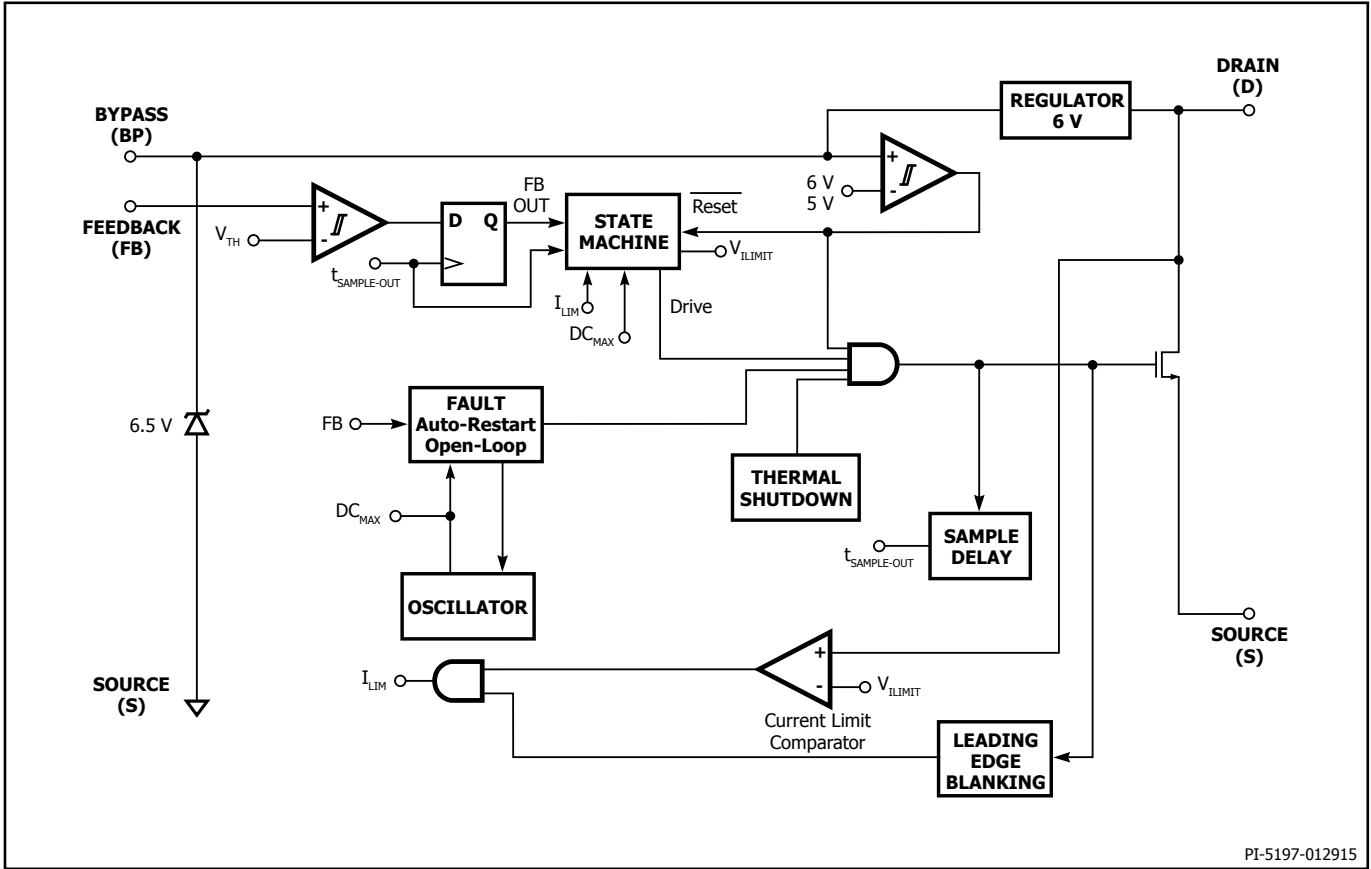 DRAIN
(D)
REGULATOR
6 V
BYPASS
(BP)
+
-
6 V
5 V
FB
OUT
Reset
FEEDBACK
(FB)
V_TH
+
-
D Q
STATE
MACHINE
V_ILIMIT
t_SAMPLE-OUT
I_LIM
DC_MAX
Drive
6.5 V
FB
FAULT
Auto-Restart
Open-Loop
THERMAL
SHUTDOWN
DC_MAX
SAMPLE
DELAY
t_SAMPLE-OUT
OSCILLATOR
SOURCE
(S)
SOURCE
(S)
I_LIM
+
-
V_ILIMIT
Current Limit
Comparator
LEADING
EDGE
BLANKING
PI-5197-012915